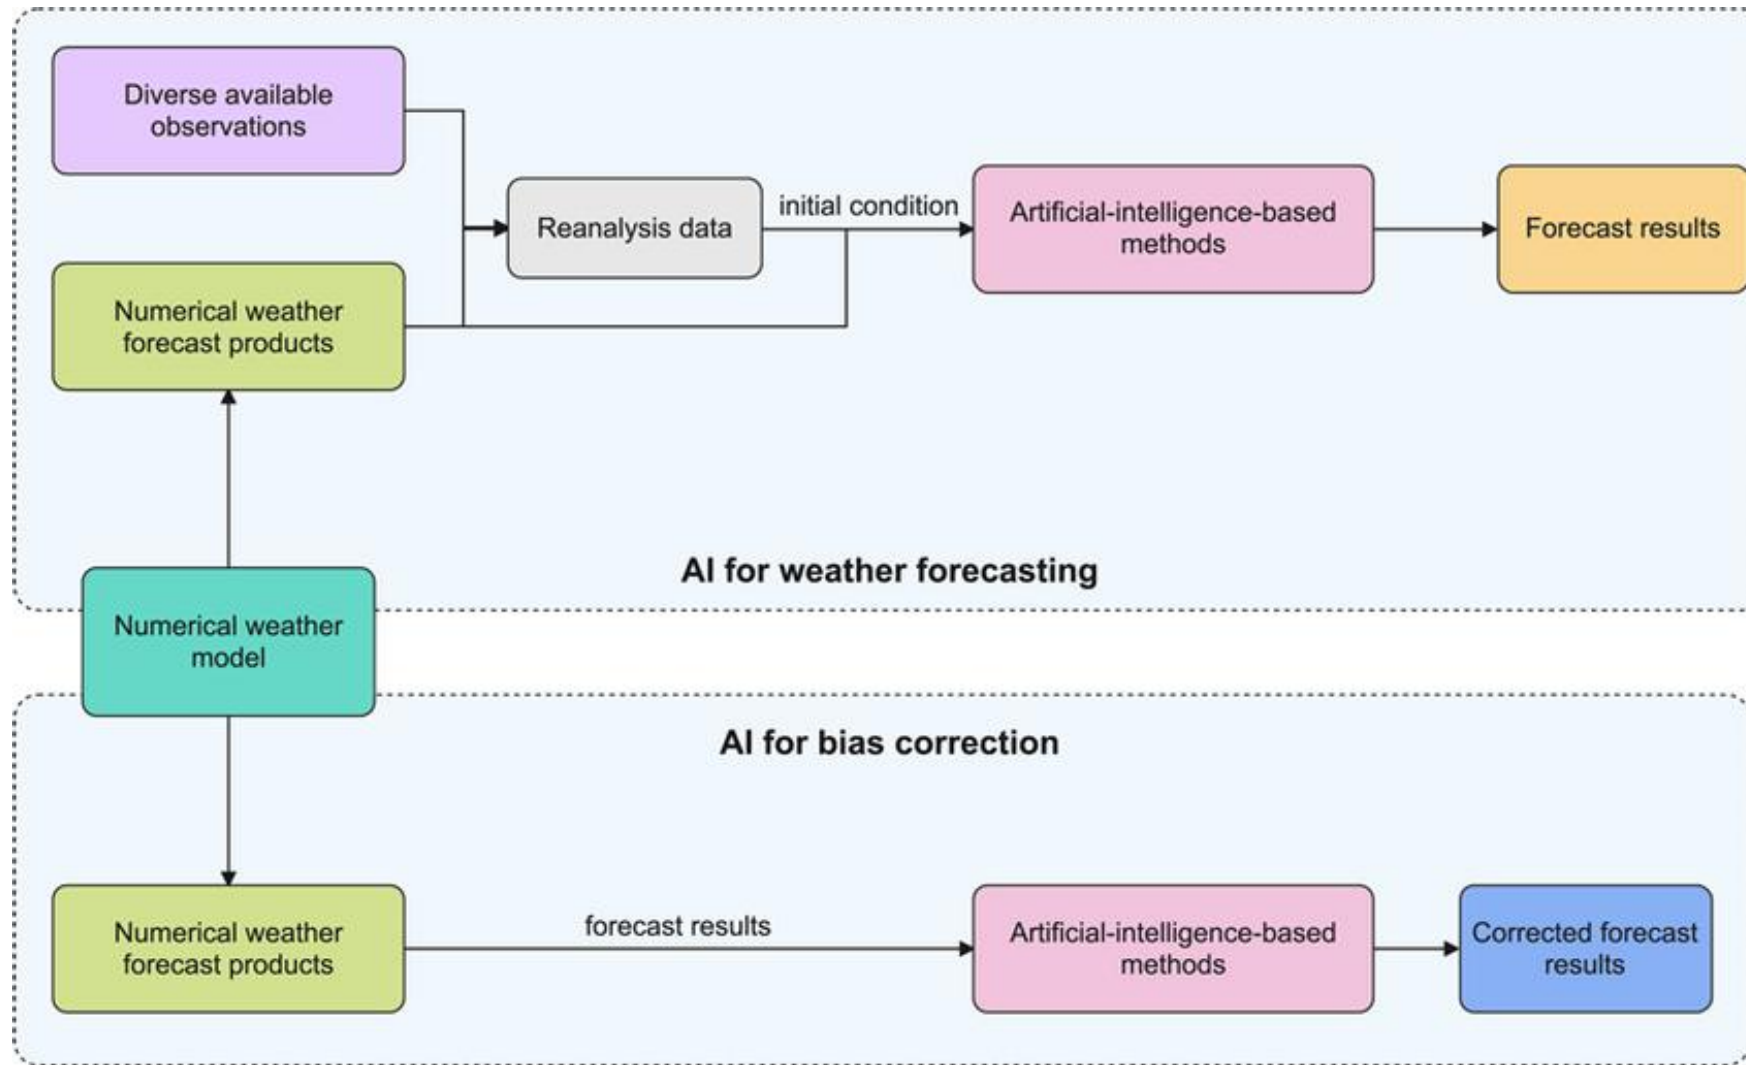 Diverse available
observations
Numerical weather
forecast products
Reanalysis data
initial condition
Artificial-intelligence-based
methods
Forecast results
AI for weather forecasting
Numerical weather
model
AI for bias correction
Numerical weather
forecast products
forecast results
Artificial-intelligence-based
methods
Corrected forecast
results